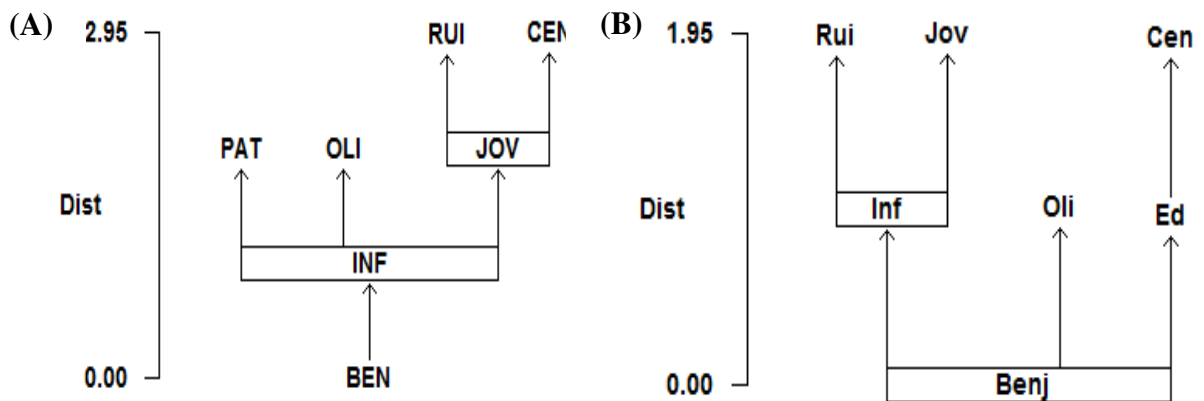 (A)
2.95
RUI
CEN
PAT
OLI
JOV
Dist
INF
0.00
BEN
(B)
1.95
Rui
Jov
Cen
Inf
Oli
Ed
Dist
0.00
Benj